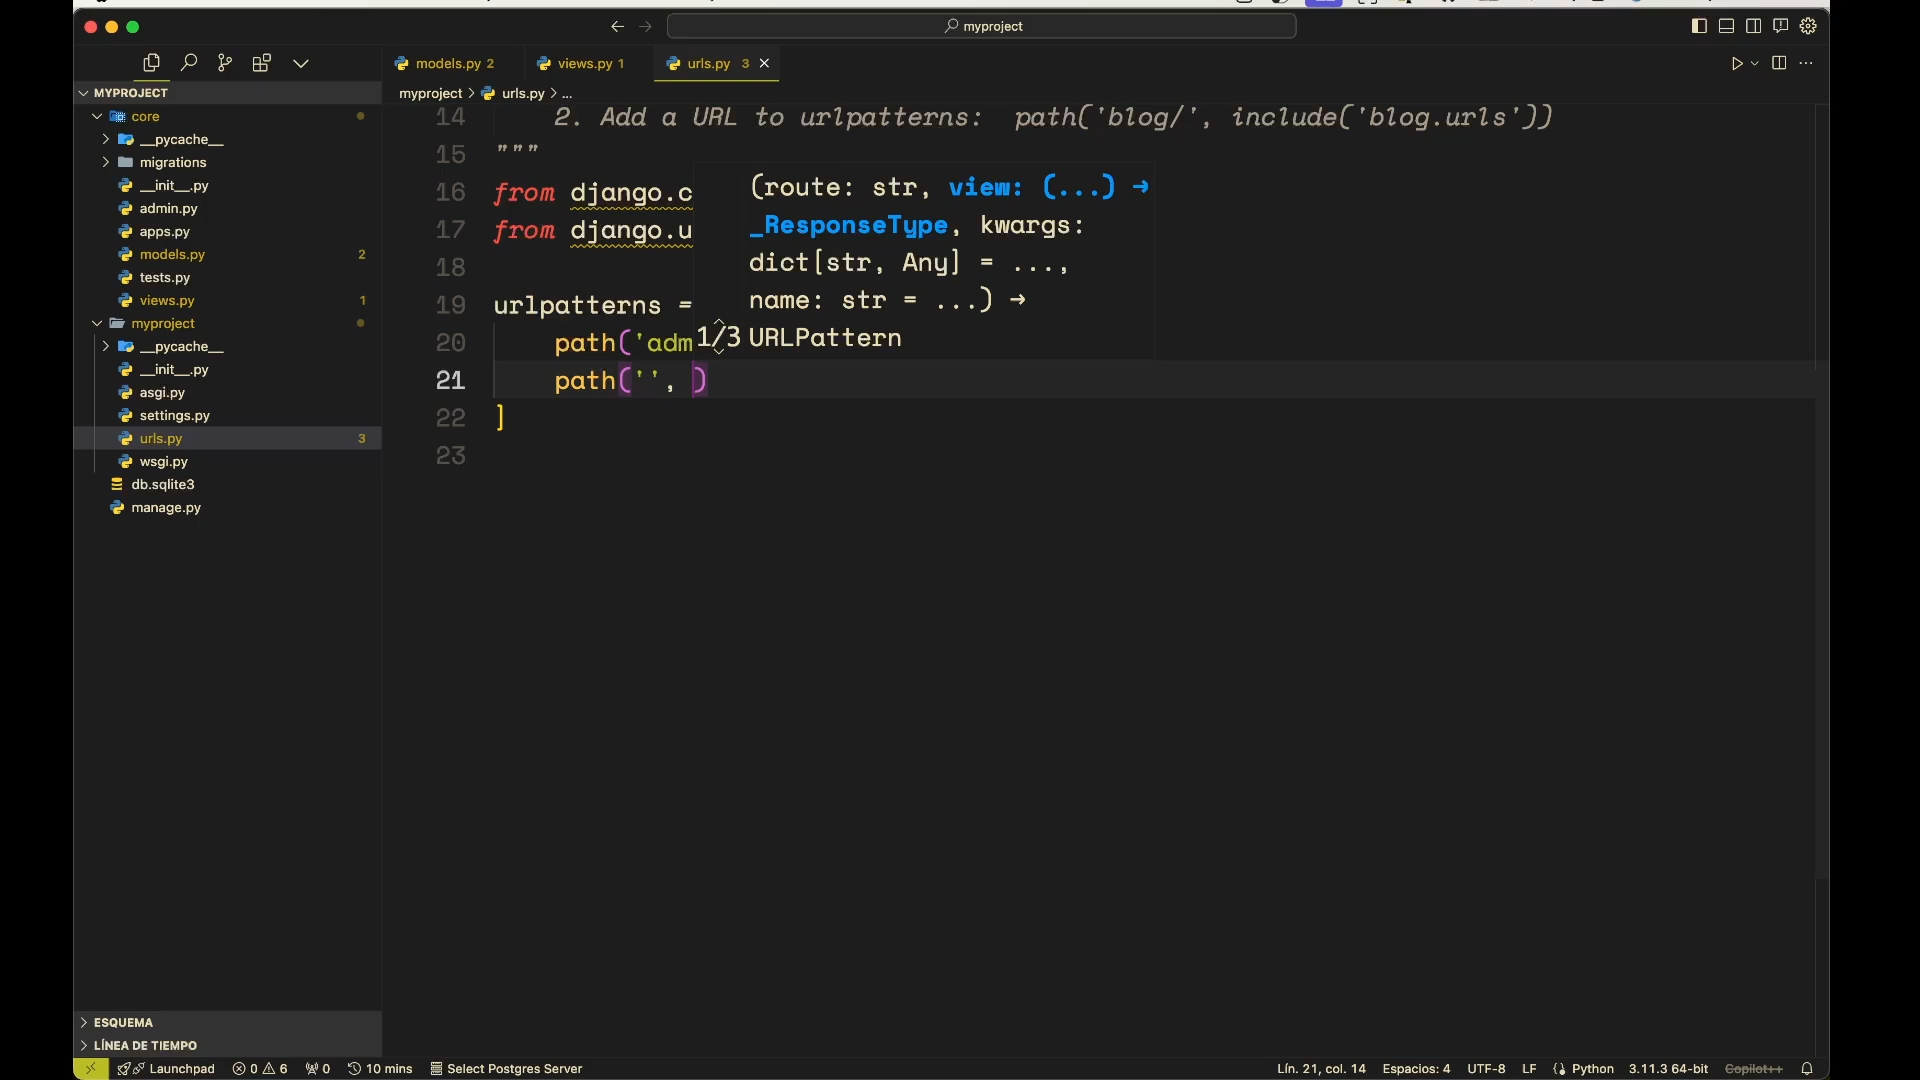 myproject
models.py 2
views.py 1
urls.py 3
MYPROJECT
myproject > urls.py > ...
core
__pycache__
migrations
__init__.py
admin.py
apps.py
models.py 2
tests.py
views.py 1
myproject
__pycache__
__init__.py
asgi.py
settings.py
urls.py 3
wsgi.py
db.sqlite3
manage.py
14 2. Add a URL to urlpatterns:  path('blog/', include('blog.urls'))
15 """
16 from django.c
17 from django.u
18
19 urlpatterns =
20 path('adm
21 path('', )
22 ]
23
(route: str, view: (...) →
_ResponseType, kwargs:
dict[str, Any] = ...,
name: str = ...) →
1/3 URLPattern
ESQUEMA
LÍNEA DE TIEMPO
Launchpad 0 6 0 10 mins Select Postgres Server Lín. 21, col. 14 Espacios: 4 UTF-8 LF Python 3.11.3 64-bit Copilot++